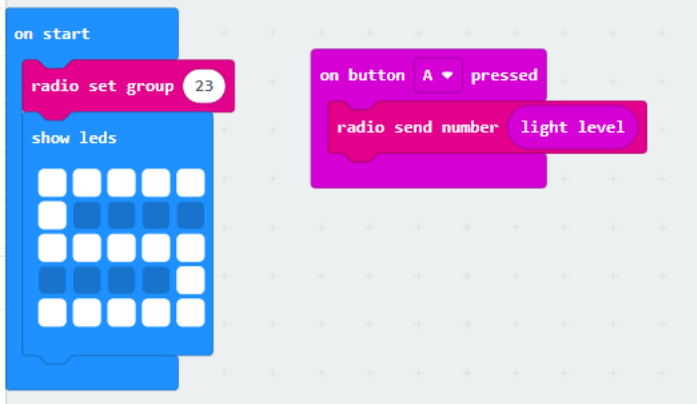 on start
radio set group 23
show leds
on button A pressed
radio send number light level